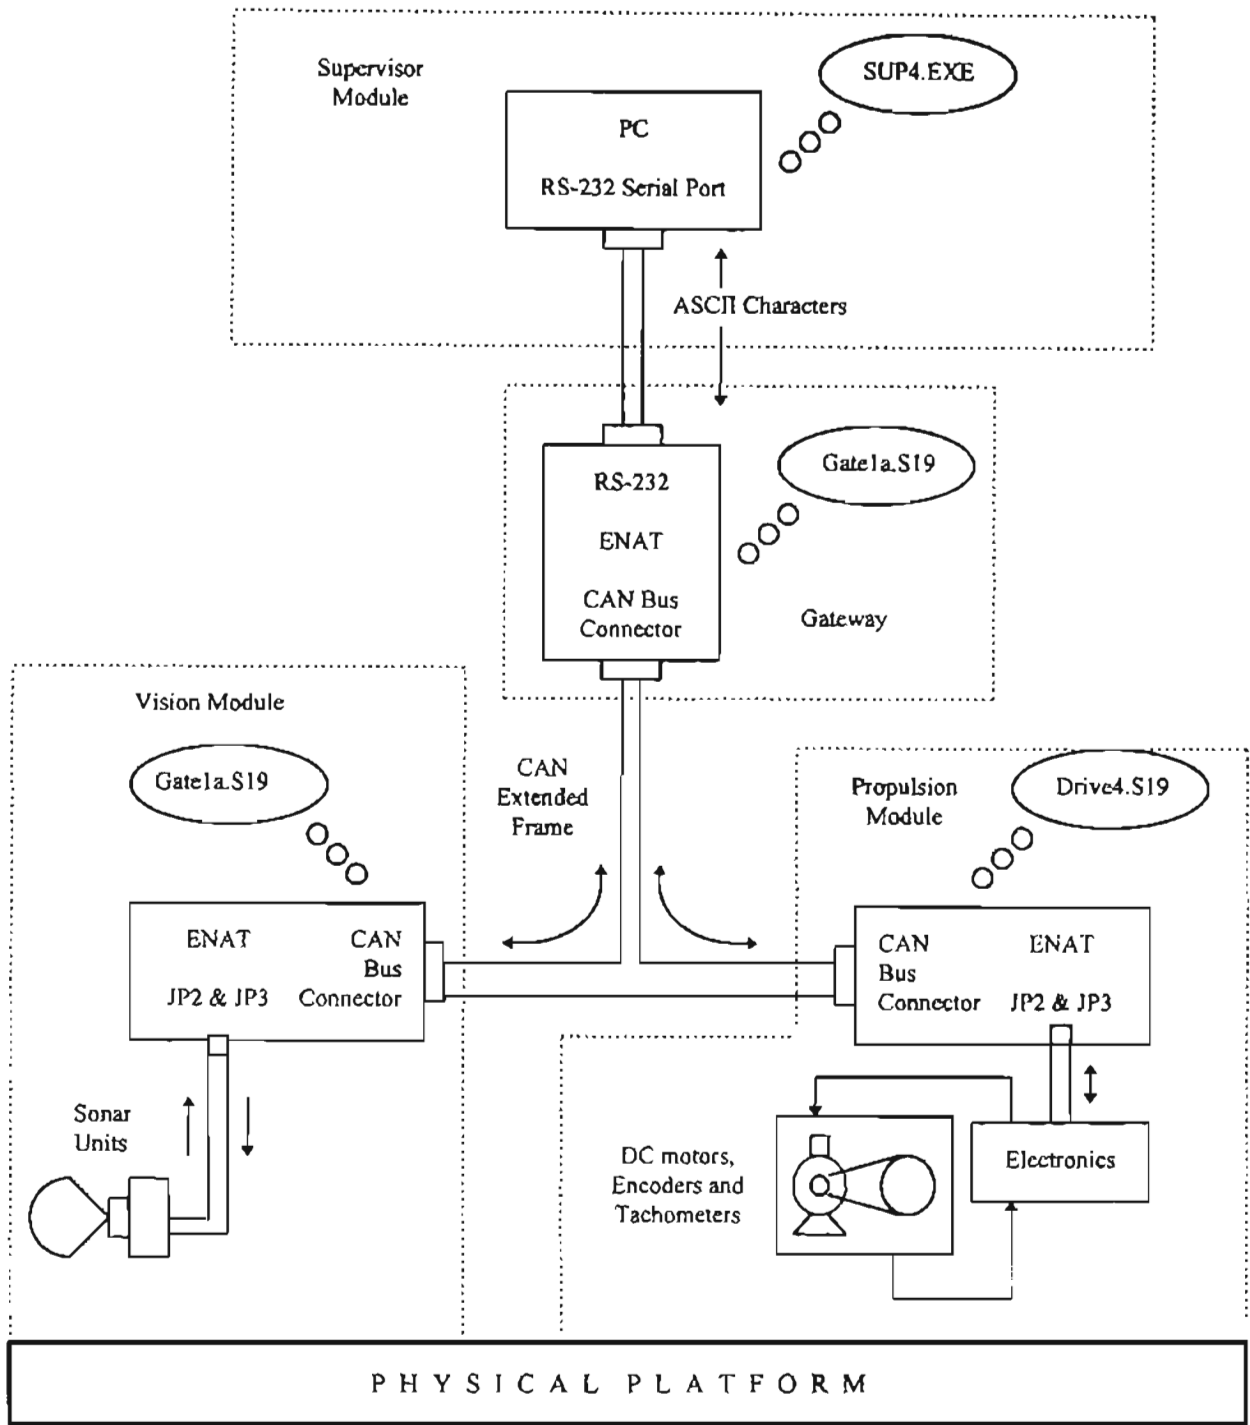 Supervisor
Module
SUP4.EXE
PC
RS-232 Serial Port
ASCII Characters
Gate1a.S19
RS-232
ENAT
CAN Bus
Connector
Gateway
Vision Module
Gate1a.S19
CAN
Extended
Frame
Propulsion
Module
Drive4.S19
ENAT
CAN
Bus
Connector
JP2 & JP3
CAN
Bus
Connector
ENAT
JP2 & JP3
Sonar
Units
DC motors,
Encoders and
Tachometers
Electronics
PHYSICAL PLATFORM